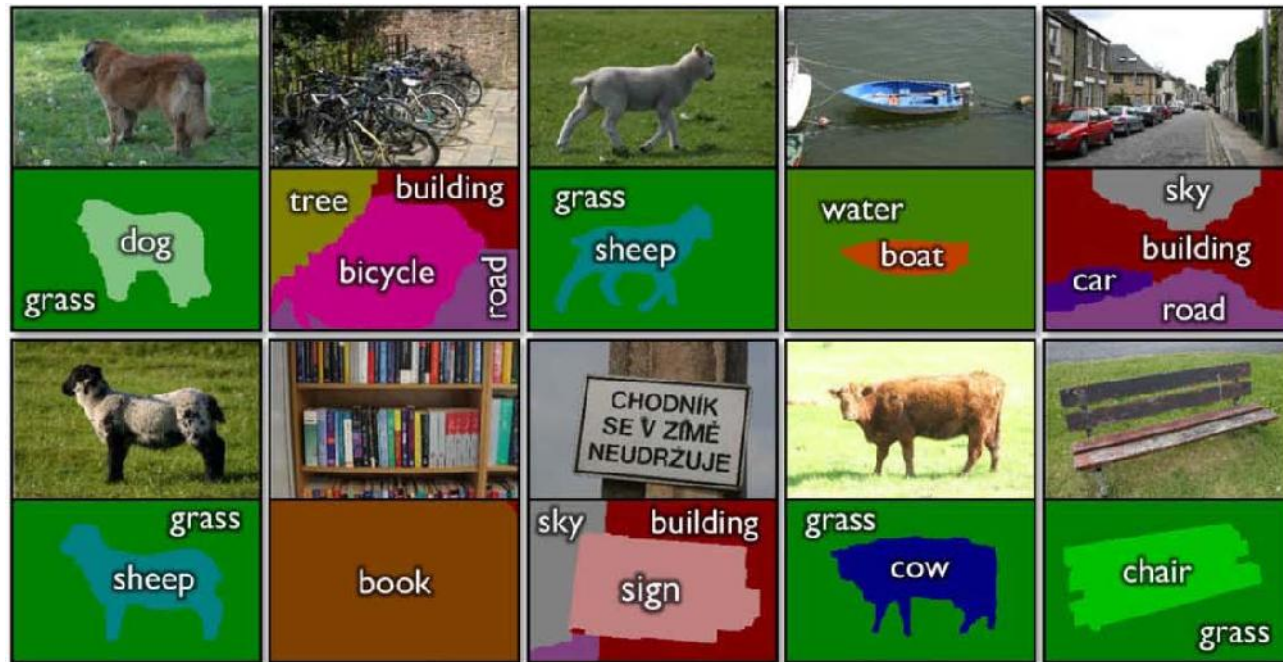 dog
grass
tree
building
bicycle
road
grass
sheep
water
boat
sky
building
car
road
CHODNÍK
SE V ZIMĚ
NEUDRŽUJE
grass
sheep
book
sky
building
sign
grass
cow
chair
grass